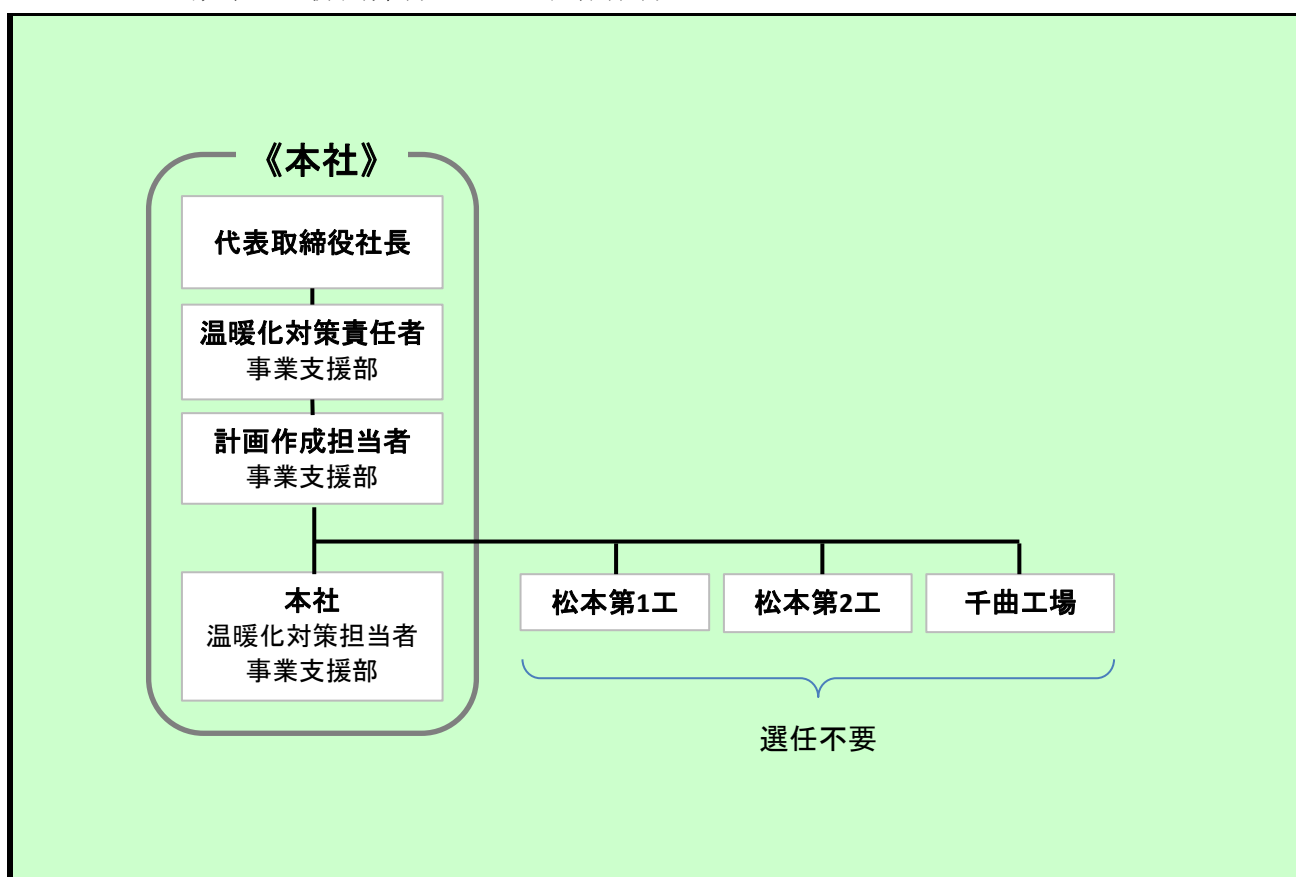 《本社》
代表取締役社長
温暖化対策責任者
事業支援部
計画作成担当者
事業支援部
本社
温暖化対策担当者
事業支援部
松本第1工
松本第2工
千曲工場
選任不要